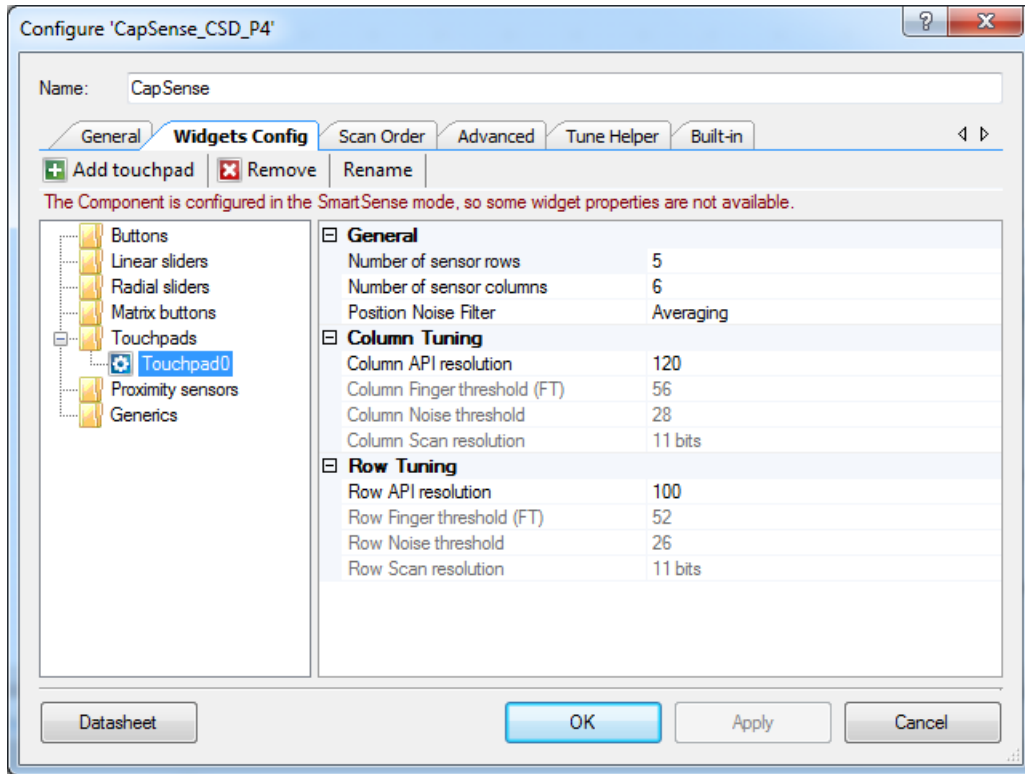 Configure 'CapSense_CSD_P4'
Name: CapSense
General Widgets Config Scan Order Advanced Tune Helper Built-in
Add touchpad Remove Rename
The Component is configured in the SmartSense mode, so some widget properties are not available.
Buttons
Linear sliders
Radial sliders
Matrix buttons
Touchpads
Touchpad0
Proximity sensors
Generics
General
Number of sensor rows 5
Number of sensor columns 6
Position Noise Filter Averaging
Column Tuning
Column API resolution 120
Column Finger threshold (FT) 56
Column Noise threshold 28
Column Scan resolution 11 bits
Row Tuning
Row API resolution 100
Row Finger threshold (FT) 52
Row Noise threshold 26
Row Scan resolution 11 bits
Datasheet OK Apply Cancel